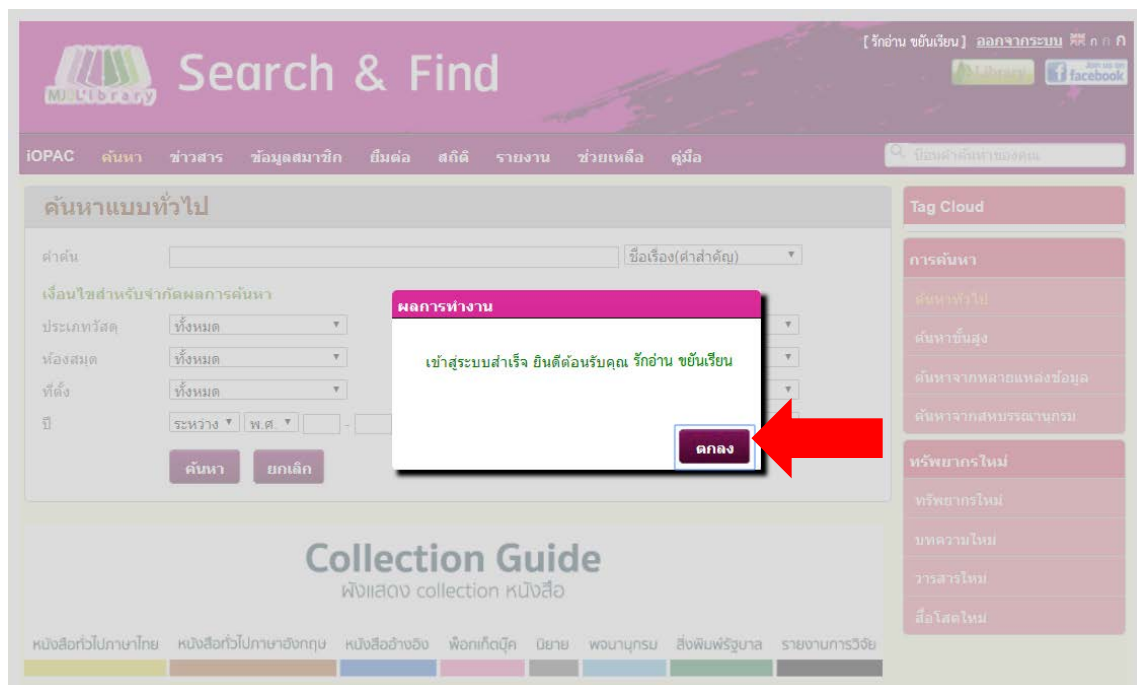 [ รักอ่าน ขยันเรียน ] ออกจากระบบ ก ก ก
MJU Library
Search & Find
Library
Join us on facebook
iOPAC ค้นหา ข่าวสาร ข้อมูลสมาชิก ยืมต่อ สถิติ รายงาน ช่วยเหลือ คู่มือ
ป้อนคำค้นหาของคุณ
ค้นหาแบบทั่วไป
คำค้น ชื่อเรื่อง(คำสำคัญ)
เงื่อนไขสำหรับจำกัดผลการค้นหา
ประเภทวัสดุ ทั้งหมด
ห้องสมุด ทั้งหมด
ที่ตั้ง ทั้งหมด
ปี ระหว่าง พ.ศ. -
ค้นหา ยกเลิก
ผลการทำงาน
เข้าสู่ระบบสำเร็จ ยินดีต้อนรับคุณ รักอ่าน ขยันเรียน
ตกลง
Tag Cloud
การค้นหา
ค้นหาทั่วไป
ค้นหาขั้นสูง
ค้นหาจากหลายแหล่งข้อมูล
ค้นหาจากสหบรรณานุกรม
ทรัพยากรใหม่
ทรัพยากรใหม่
บทความใหม่
วารสารใหม่
สื่อโสตใหม่
Collection Guide
ผังแสดง collection หนังสือ
หนังสือทั่วไปภาษาไทย หนังสือทั่วไปภาษาอังกฤษ หนังสืออ้างอิง พ็อกเก็ตบุ๊ค นิยาย พจนานุกรม สิ่งพิมพ์รัฐบาล รายงานการวิจัย